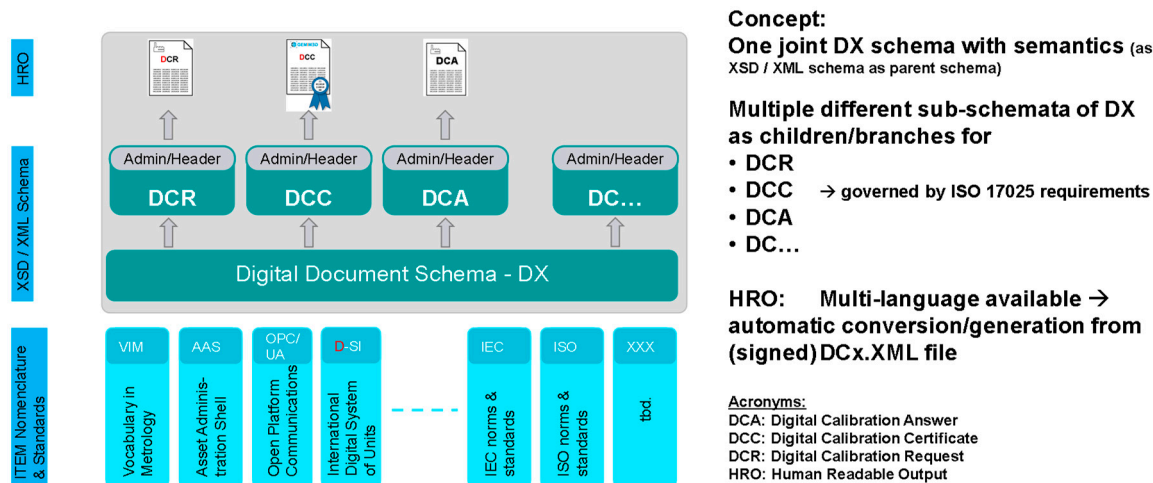 HRO
XSD / XML Schema
ITEM Nomenclature
& Standards
DCR
GEMIMEG
DCC
DCA
Admin/Header
DCR
Admin/Header
DCC
Admin/Header
DCA
Admin/Header
DC...
Digital Document Schema - DX
VIM
Vocabulary in
Metrology
AAS
Asset Adminis-
tration Shell
OPC/
UA
Open Platform
Communications
D-SI
International
Digital System
of Units
IEC
IEC norms &
standards
ISO
ISO norms &
standards
XXX
tbd.
Concept:
One joint DX schema with semantics (as
XSD / XML schema as parent schema)
Multiple different sub-schemata of DX
as children/branches for
• DCR
• DCC → governed by ISO 17025 requirements
• DCA
• DC...
HRO: Multi-language available →
automatic conversion/generation from
(signed) DCx.XML file
Acronyms:
DCA: Digital Calibration Answer
DCC: Digital Calibration Certificate
DCR: Digital Calibration Request
HRO: Human Readable Output